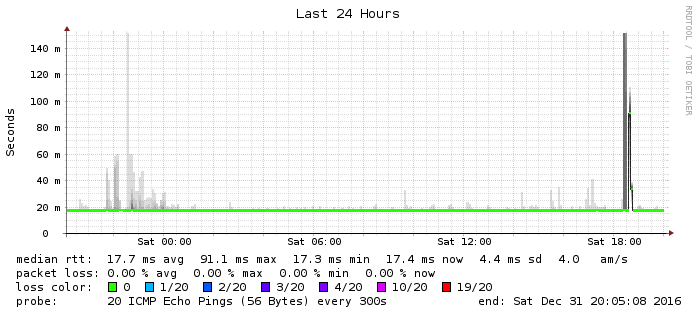 Last 24 Hours
RRDTOOL / TOBI OETIKER
Seconds
140 m
120 m
100 m
80 m
60 m
40 m
20 m
0
Sat 00:00 Sat 06:00 Sat 12:00 Sat 18:00
median rtt: 17.7 ms avg 91.1 ms max 17.3 ms min 17.4 ms now 4.4 ms sd 4.0 am/s
packet loss: 0.00 % avg 0.00 % max 0.00 % min 0.00 % now
loss color: 0 1/20 2/20 3/20 4/20 10/20 19/20
probe: 20 ICMP Echo Pings (56 Bytes) every 300s end: Sat Dec 31 20:05:08 2016